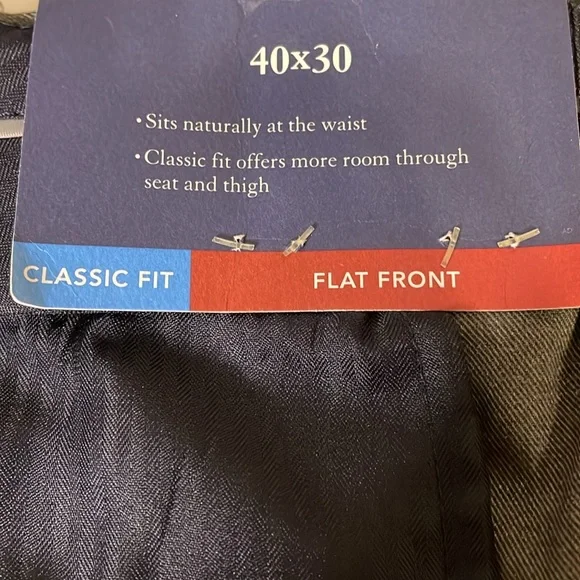 40x30
•Sits naturally at the waist
•Classic fit offers more room through
seat and thigh
CLASSIC FIT
FLAT FRONT